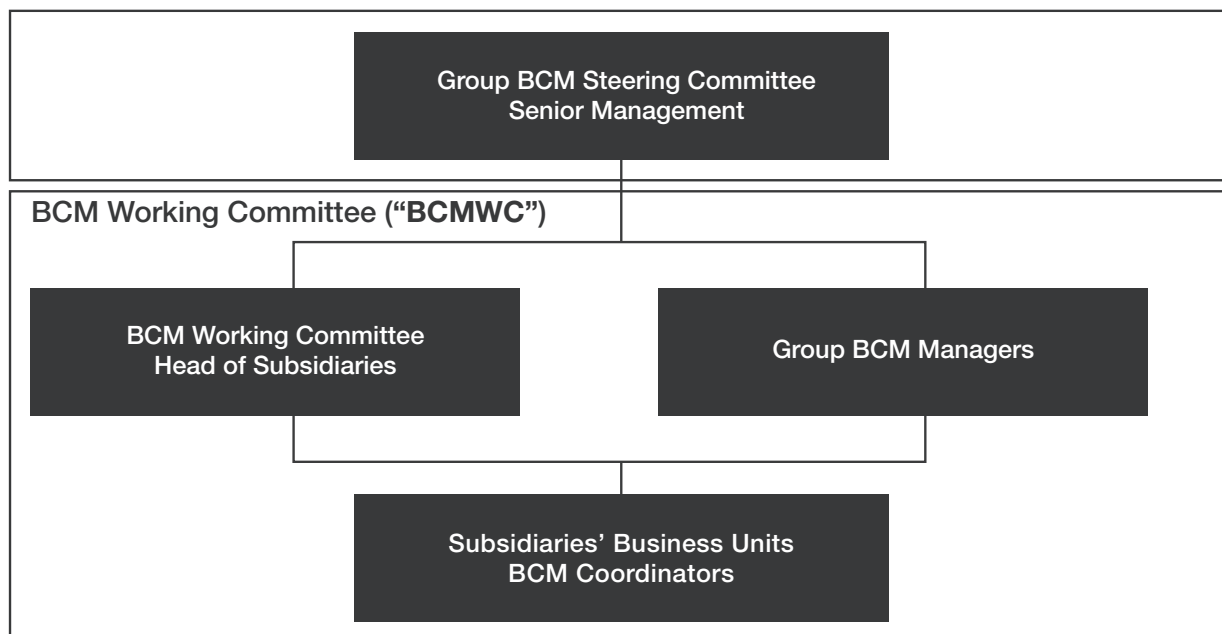 Group BCM Steering Committee
Senior Management
BCM Working Committee (“BCMWC”)
BCM Working Committee
Head of Subsidiaries
Group BCM Managers
Subsidiaries’ Business Units
BCM Coordinators